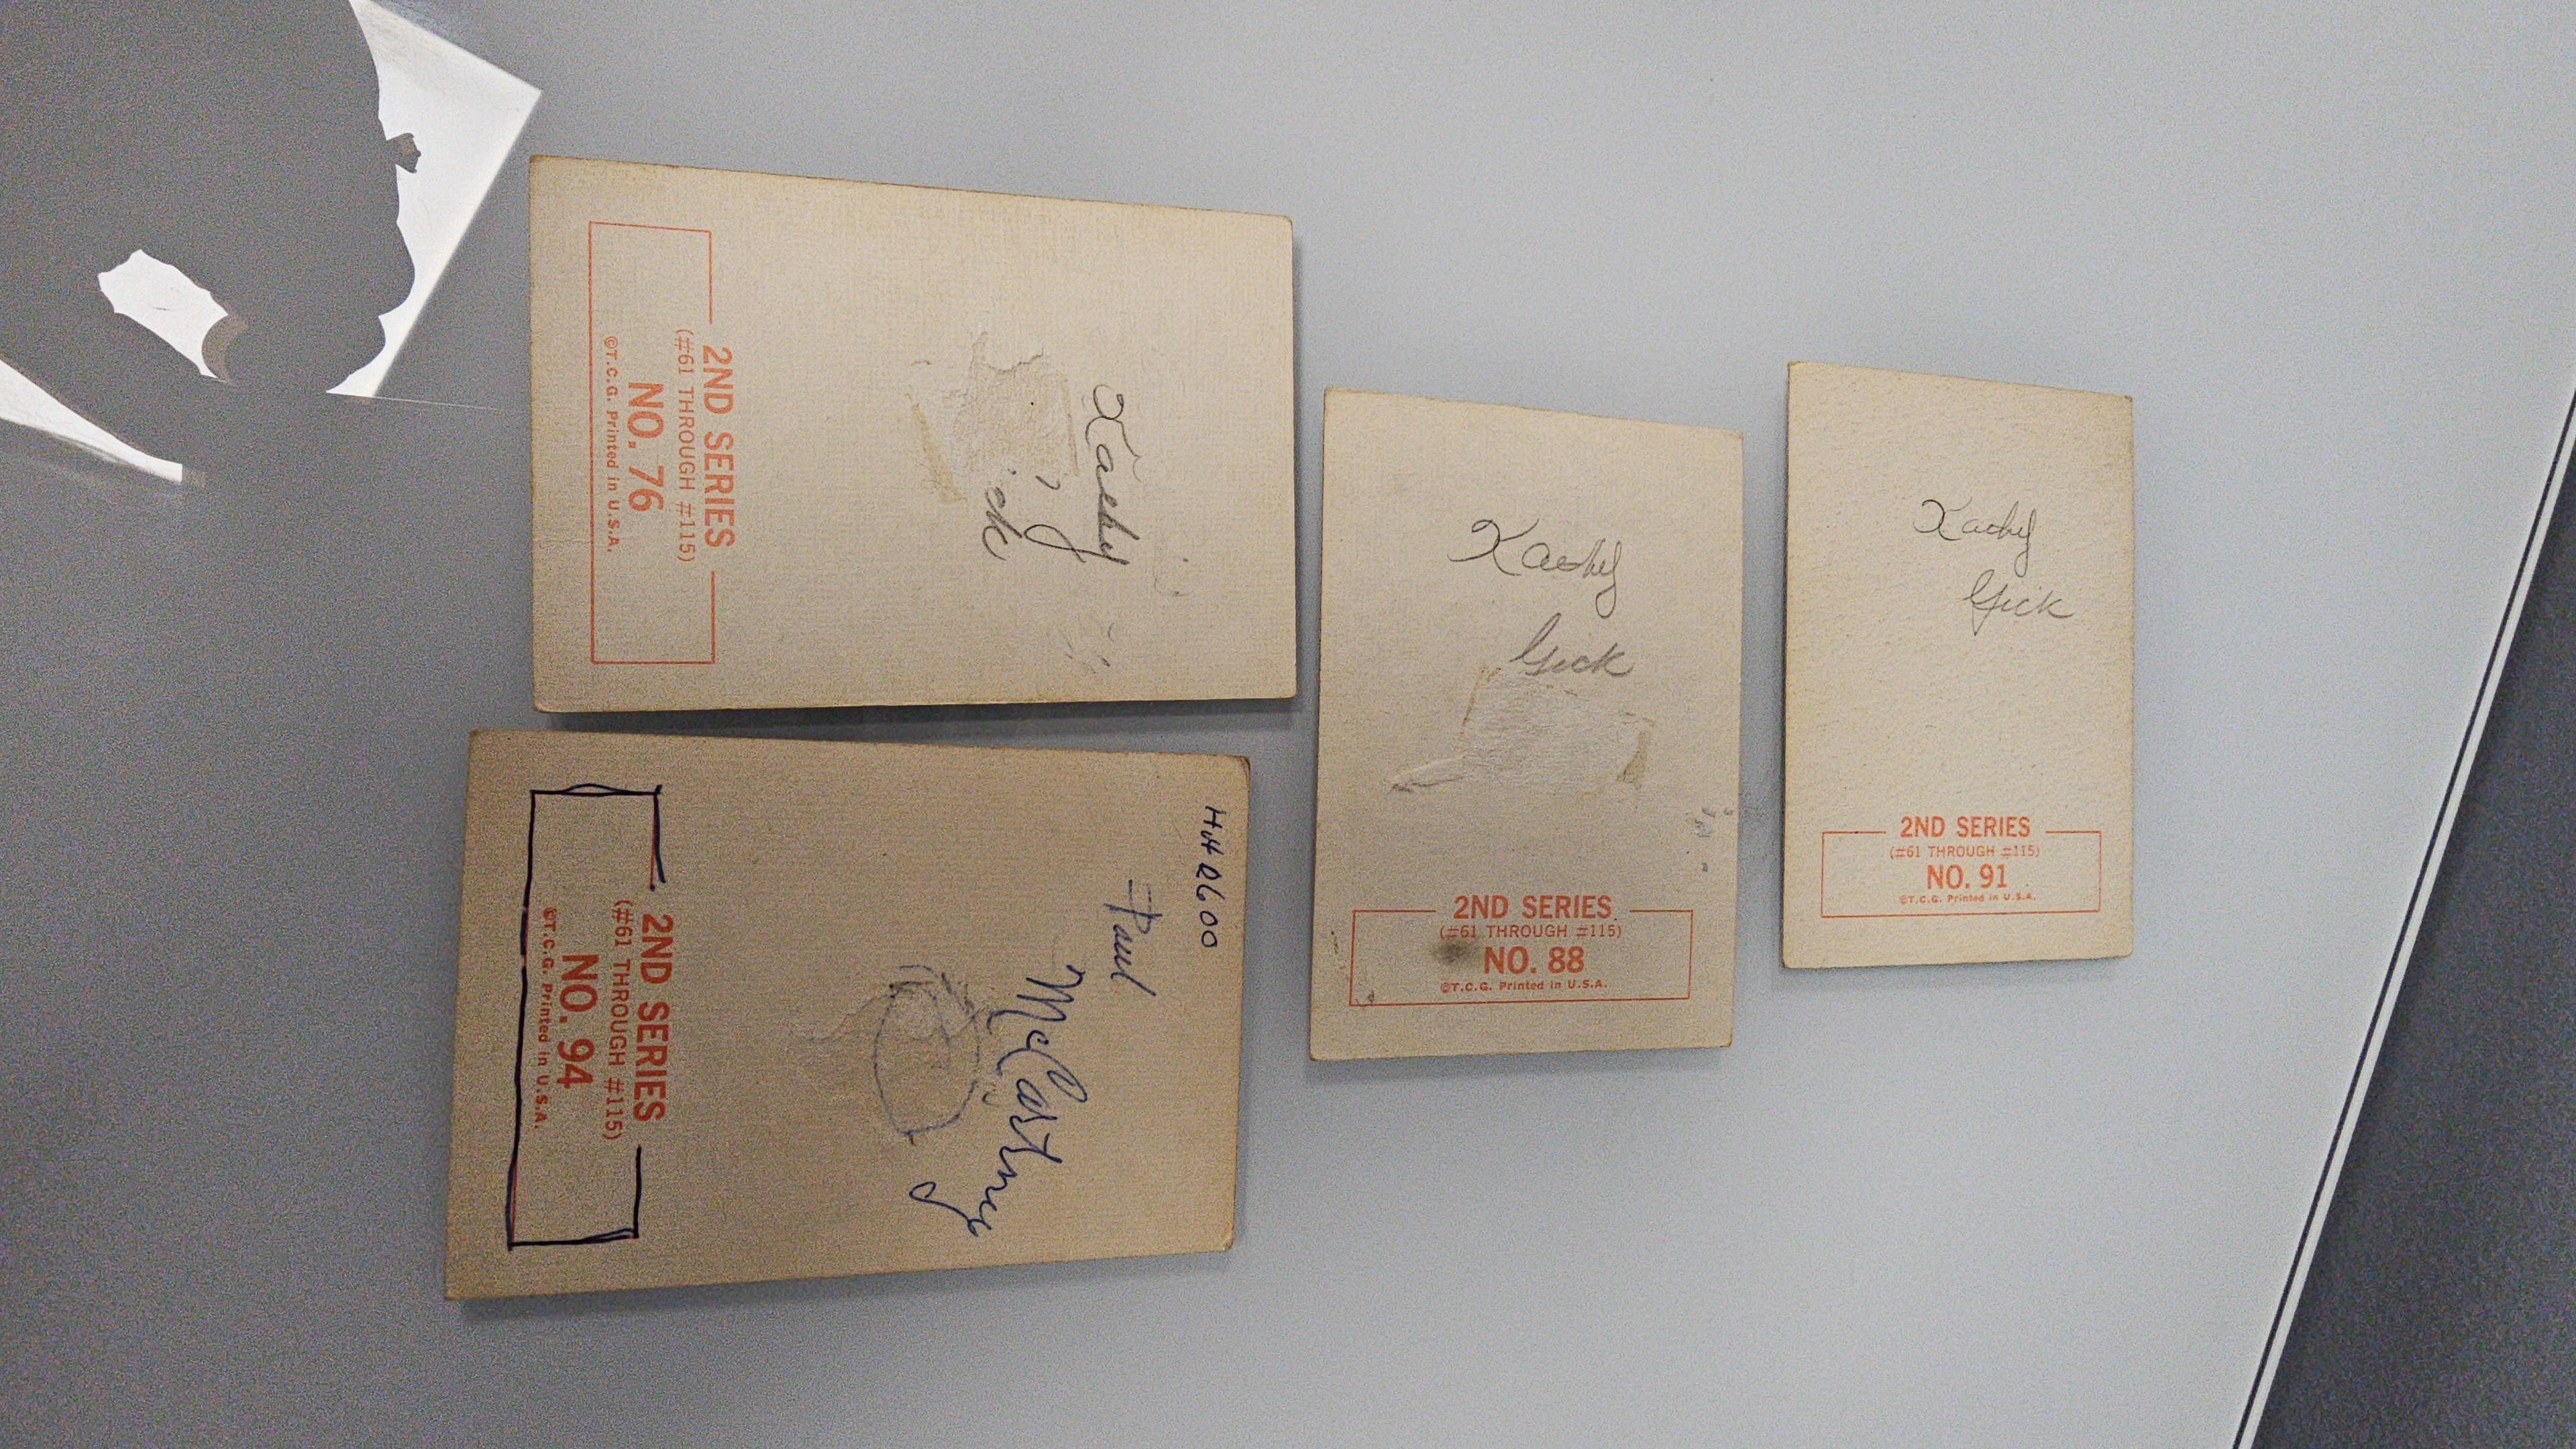 Kathy
ick
2ND SERIES
(#61 THROUGH #115)
NO. 76
©T.C.G. Printed in U.S.A.
Paul
McCartney
2ND SERIES
(#61 THROUGH #115)
NO. 94
©T.C.G. Printed in U.S.A.
Kathy
Gick
2ND SERIES
(#61 THROUGH #115)
NO. 88
©T.C.G. Printed in U.S.A.
Kathy
Gick
2ND SERIES
(#61 THROUGH #115)
NO. 91
©T.C.G. Printed in U.S.A.